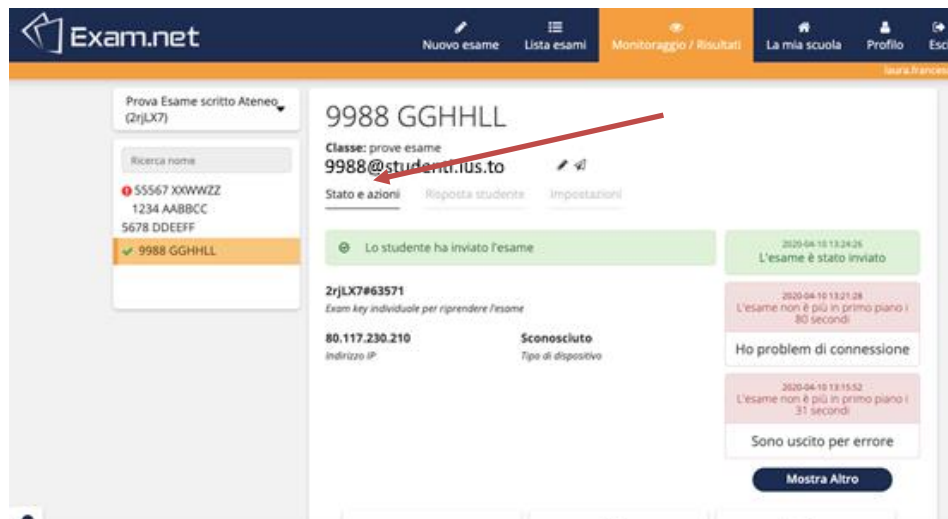 Exam.net
Nuovo esame
Lista esami
Monitoraggio / Risultati
La mia scuola
Profilo
Esci
Prova Esame scritto Ateneo
(2rjLX7)
Ricerca nome
55567 XXWWZZ
1234 AABBCC
5678 DDEEFF
9988 GGHHLL
9988 GGHHLL
Classe: prove esame
9988@studenti.ius.to
Stato e azioni
Risposta studente
Impostazioni
Lo studente ha inviato l'esame
2rjLX7#63571
Exam key individuale per riprendere l'esame
80.117.230.210
Indirizzo IP
Sconosciuto
Tipo di dispositivo
2020-04-10 13:24:26
L'esame è stato inviato
2020-04-10 13:21:28
L'esame non è più in primo piano i
80 secondi
Ho problem di connessione
2020-04-10 13:15:52
L'esame non è più in primo piano i
31 secondi
Sono uscito per errore
Mostra Altro